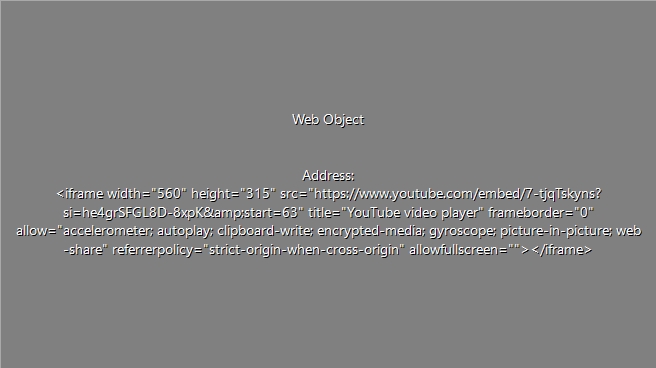 Web Object
Address:
<iframe width="560" height="315" src="https://www.youtube.com/embed/7-tjqTskyns?
si=he4grSFGL8D-8xpK&amp;start=63" title="YouTube video player" frameborder="0"
allow="accelerometer; autoplay; clipboard-write; encrypted-media; gyroscope; picture-in-picture; web
-share" referrerpolicy="strict-origin-when-cross-origin" allowfullscreen=""></iframe>